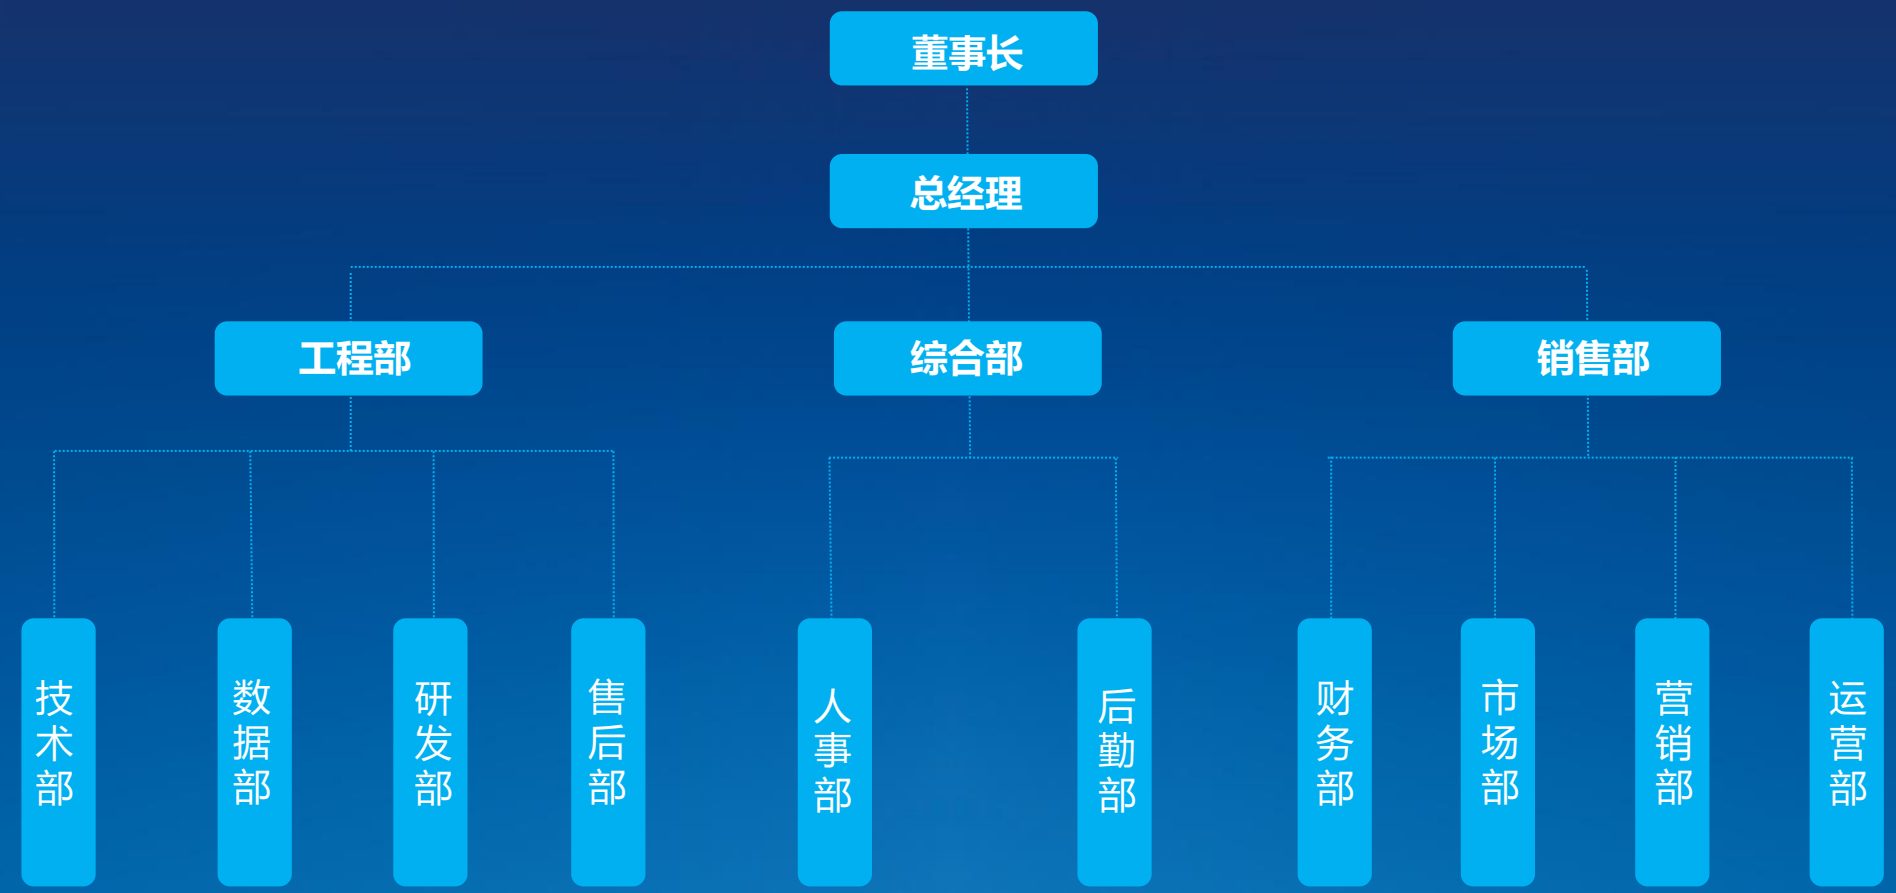 董事长
总经理
工程部
综合部
销售部
技术部
数据部
研发部
售后部
人事部
后勤部
财务部
市场部
营销部
运营部